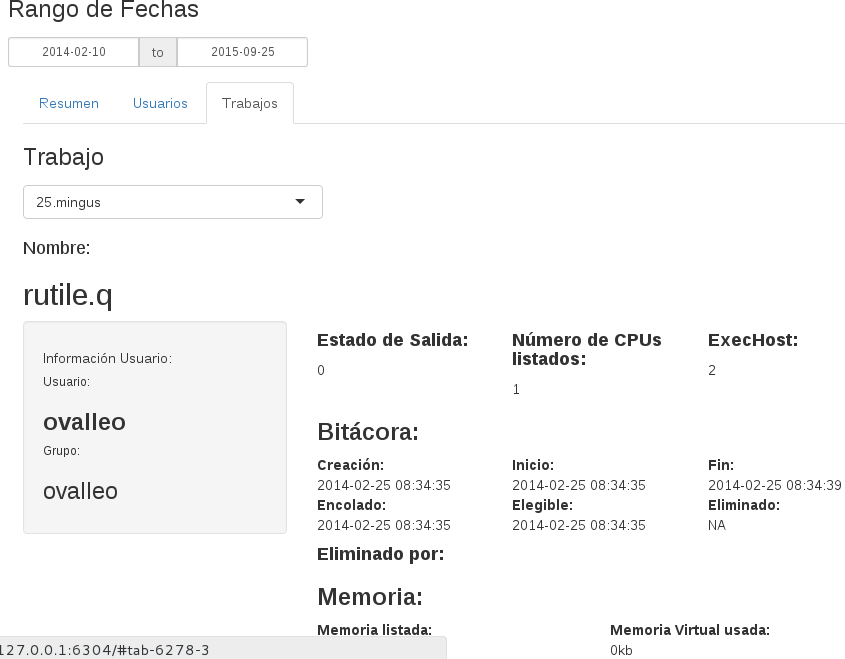 Rango de Fechas
2014-02-10 to 2015-09-25
Resumen Usuarios Trabajos
Trabajo
25.mingus
Nombre:
rutile.q
Información Usuario:
Usuario:
ovalleo
Grupo:
ovalleo
Estado de Salida:
0
Número de CPUs
listados:
1
ExecHost:
2
Bitácora:
Creación: Inicio: Fin:
2014-02-25 08:34:35 2014-02-25 08:34:35 2014-02-25 08:34:39
Encolado: Elegible: Eliminado:
2014-02-25 08:34:35 2014-02-25 08:34:35 NA
Eliminado por:
Memoria:
Memoria listada: Memoria Virtual usada:
0kb
127.0.0.1:6304/#tab-6278-3